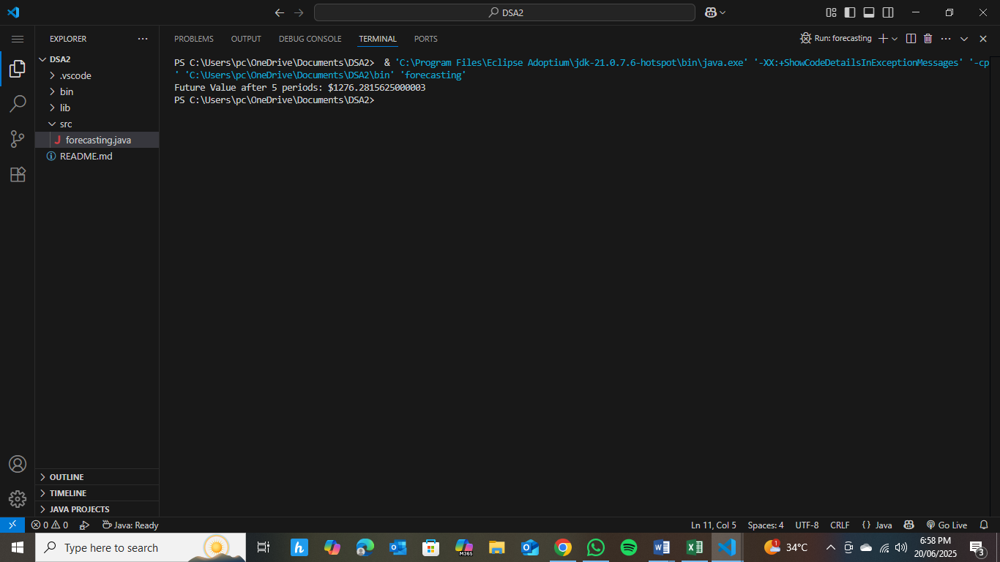 DSA2
EXPLORER
DSA2
.vscode
bin
lib
src
J forecasting.java
README.md
OUTLINE
TIMELINE
JAVA PROJECTS
PROBLEMS OUTPUT DEBUG CONSOLE TERMINAL PORTS
Run: forecasting
PS C:\Users\pc\OneDrive\Documents\DSA2> & 'C:\Program Files\Eclipse Adoptium\jdk-21.0.7.6-hotspot\bin\java.exe' '-XX:+ShowCodeDetailsInExceptionMessages' '-cp
' 'C:\Users\pc\OneDrive\Documents\DSA2\bin' 'forecasting'
Future Value after 5 periods: $1276.2815625000003
PS C:\Users\pc\OneDrive\Documents\DSA2>
0 0 Java: Ready Ln 11, Col 5 Spaces: 4 UTF-8 CRLF {} Java Go Live
Type here to search
M365
1 34°C
6:58 PM
20/06/2025
3